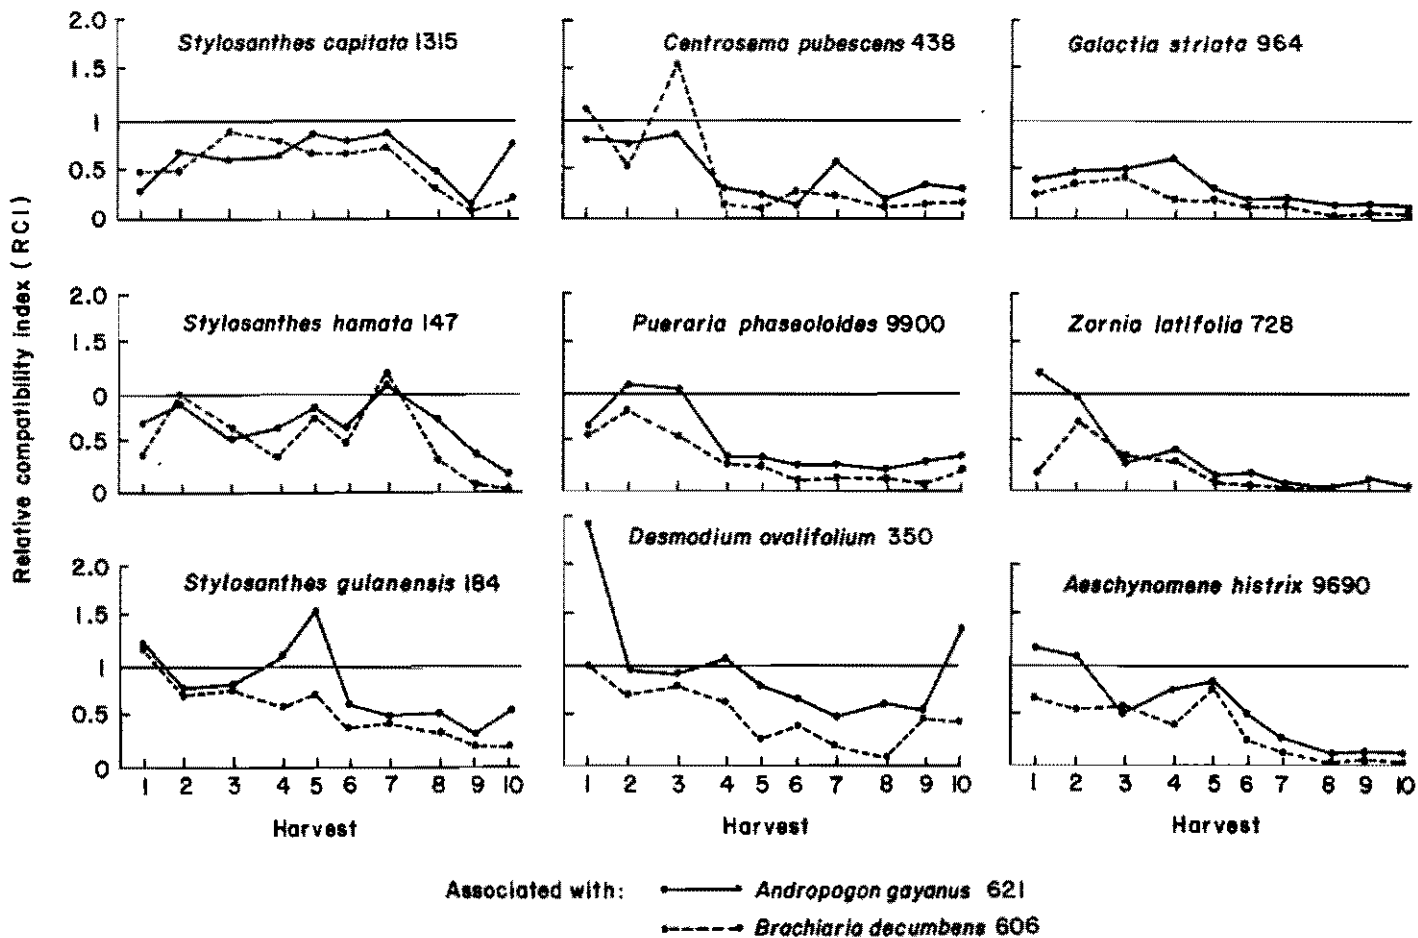 Relative compatibility index (RCI)
2.0
1.5
1
0.5
0
Stylosanthes capitata 1315
Centrosema pubescens 438
Galactia striata 964
2.0
1.5
0
0.5
0
Stylosanthes hamata 147
Pueraria phaseoloides 9900
Zornia latifolia 728
2.0
1.5
1
0.5
0
Stylosanthes guianensis 184
Desmodium ovalifolium 350
Aeschynomene histrix 9690
1 2 3 4 5 6 7 8 9 10
1 2 3 4 5 6 7 8 9 10
1 2 3 4 5 6 7 8 9 10
Harvest
Harvest
Harvest
Associated with: Andropogon gayanus 621
Brachiaria decumbens 606